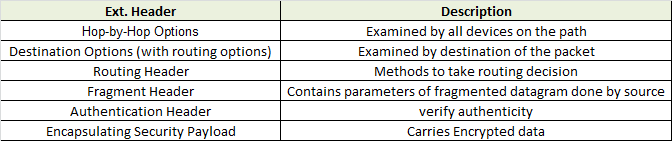 Ext. Header Description
Hop-by-Hop Options Examined by all devices on the path
Destination Options (with routing options) Examined by destination of the packet
Routing Header Methods to take routing decision
Fragment Header Contains parameters of fragmented datagram done by source
Authentication Header verify authenticity
Encapsulating Security Payload Carries Encrypted data